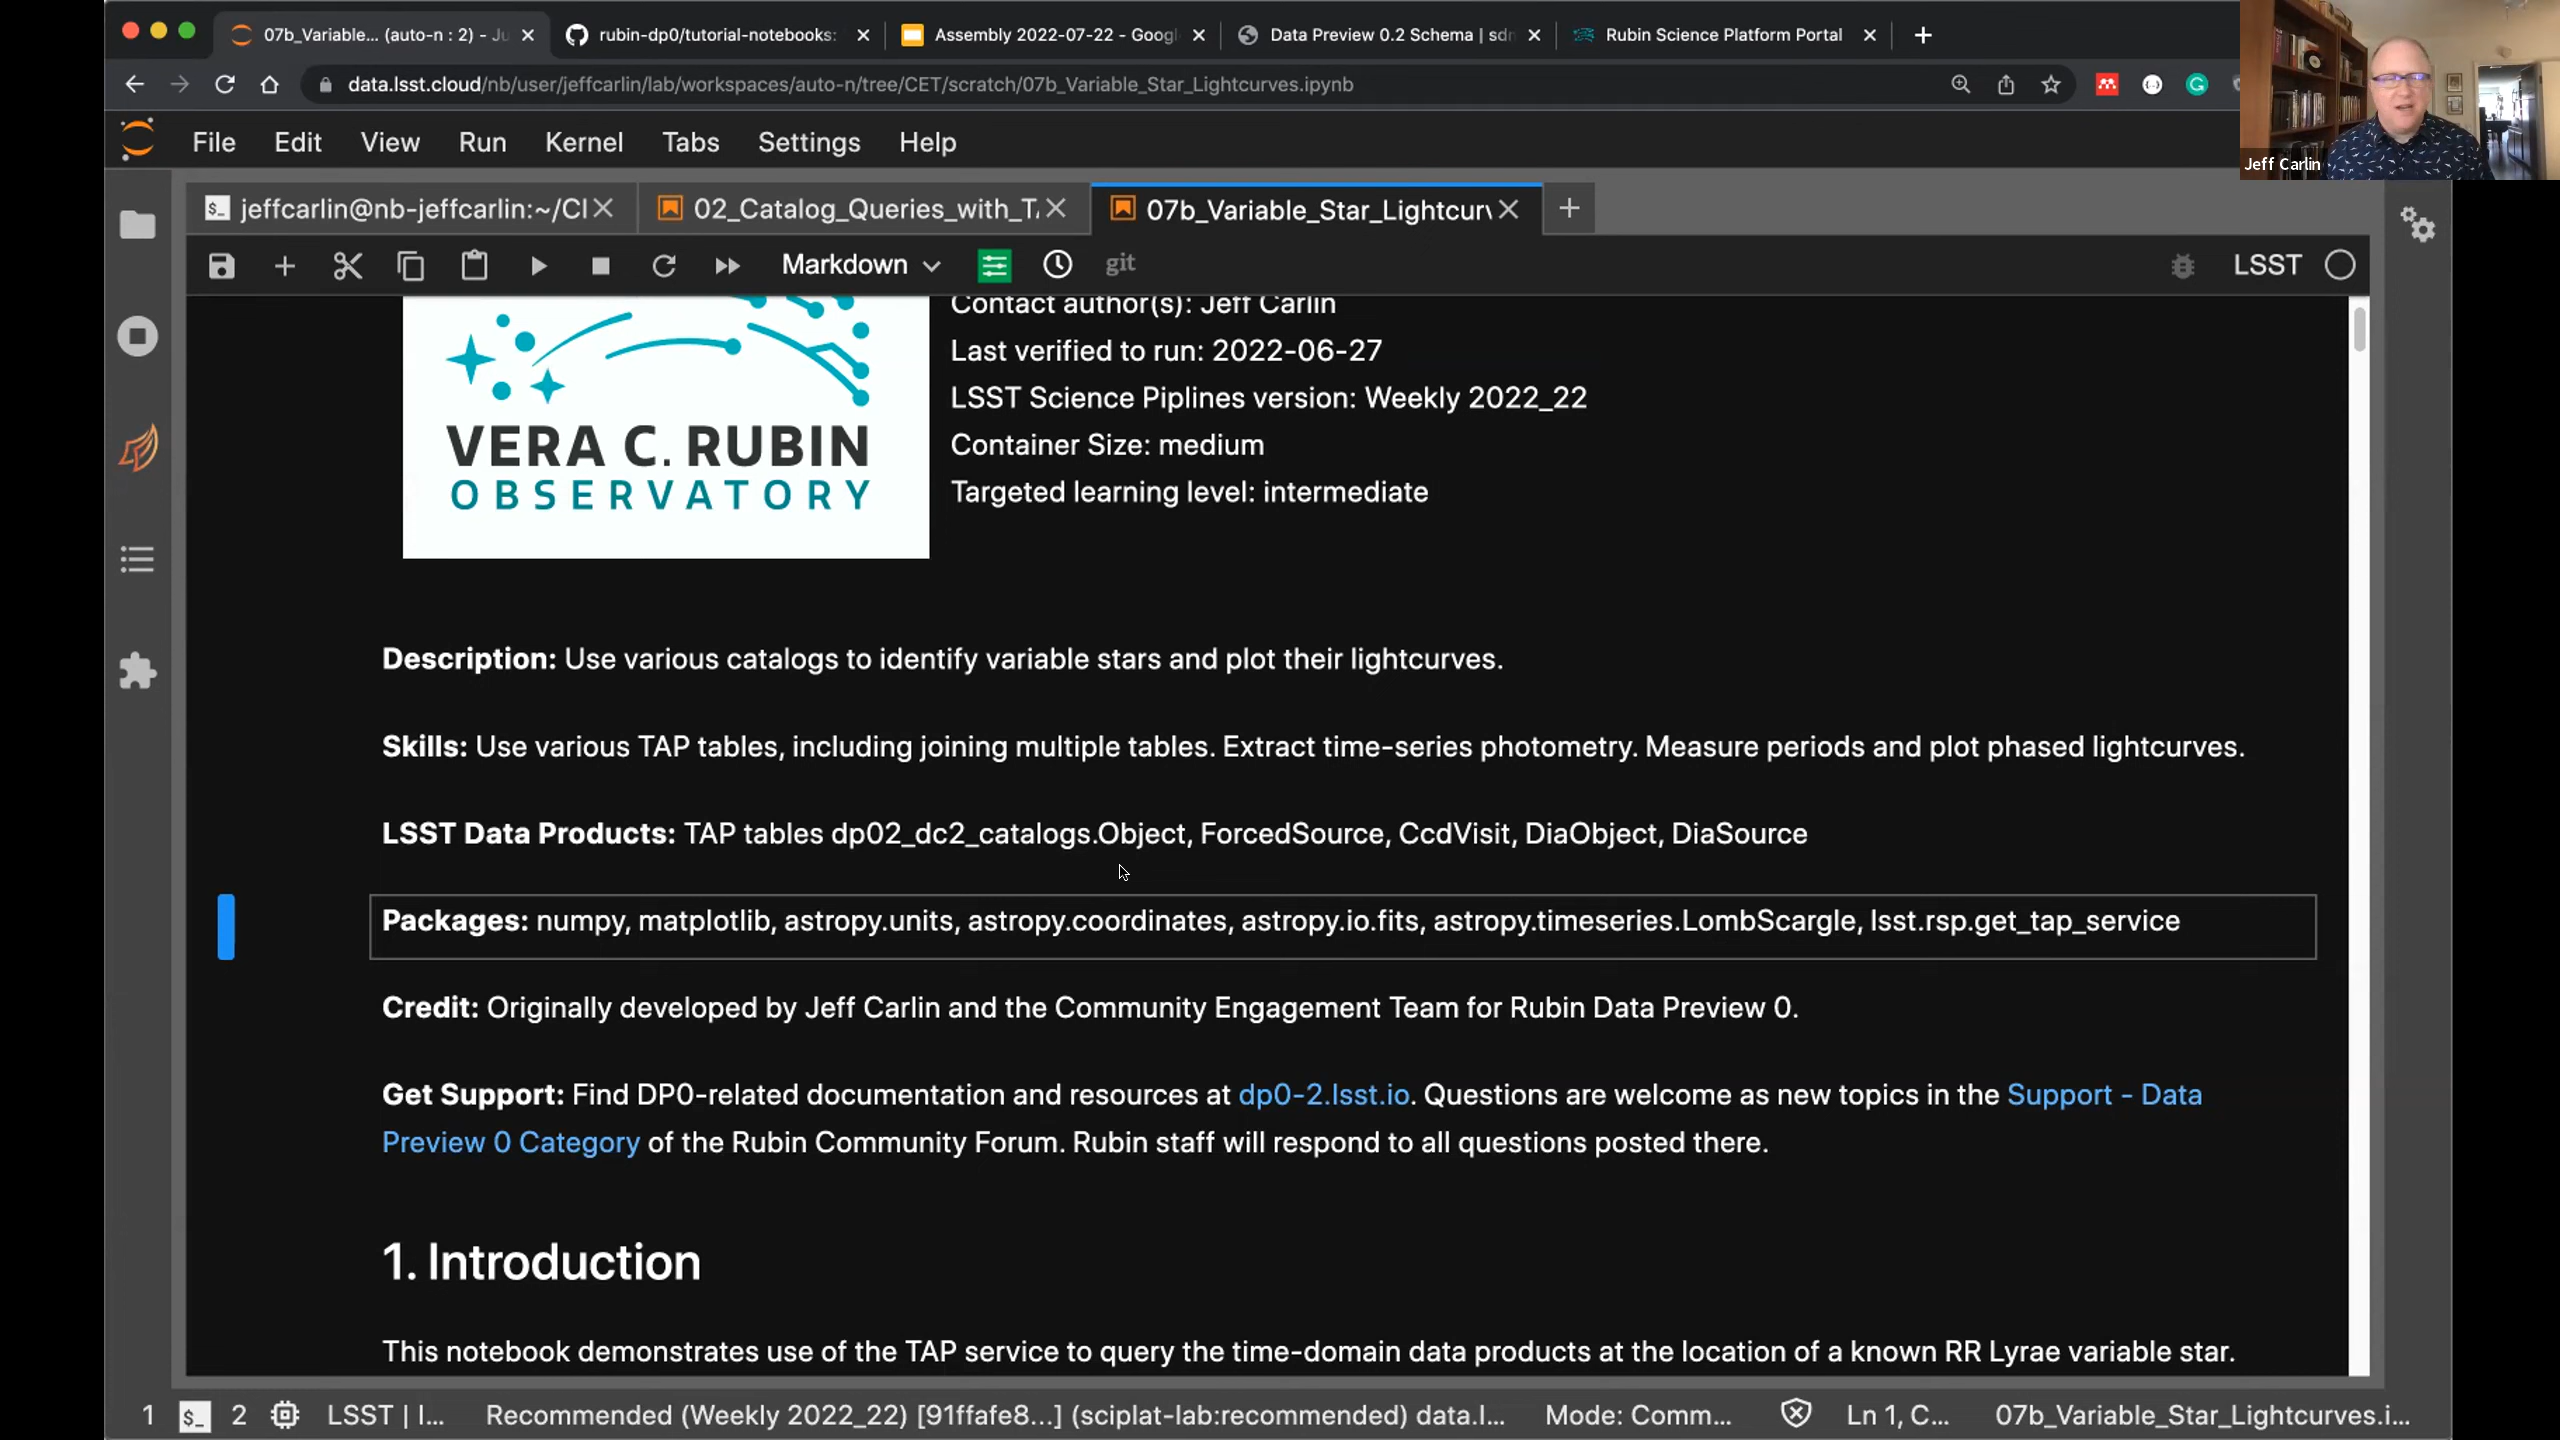 07b_Variable... (auto-n : 2) - Ju
rubin-dp0/tutorial-notebooks:
Assembly 2022-07-22 - Googl
Data Preview 0.2 Schema | sdm
Rubin Science Platform Portal
data.lsst.cloud/nb/user/jeffcarlin/lab/workspaces/auto-n/tree/CET/scratch/07b_Variable_Star_Lightcurves.ipynb
Jeff Carlin
File Edit View Run Kernel Tabs Settings Help
jeffcarlin@nb-jeffcarlin:~/Cl
02_Catalog_Queries_with_TA
07b_Variable_Star_Lightcurv
Markdown
git
LSST
Contact author(s): Jeff Carlin
Last verified to run: 2022-06-27
LSST Science Piplines version: Weekly 2022_22
Container Size: medium
Targeted learning level: intermediate
VERA C. RUBIN
OBSERVATORY
Description: Use various catalogs to identify variable stars and plot their lightcurves.
Skills: Use various TAP tables, including joining multiple tables. Extract time-series photometry. Measure periods and plot phased lightcurves.
LSST Data Products: TAP tables dp02_dc2_catalogs.Object, ForcedSource, CcdVisit, DiaObject, DiaSource
Packages: numpy, matplotlib, astropy.units, astropy.coordinates, astropy.io.fits, astropy.timeseries.LombScargle, lsst.rsp.get_tap_service
Credit: Originally developed by Jeff Carlin and the Community Engagement Team for Rubin Data Preview 0.
Get Support: Find DP0-related documentation and resources at dp0-2.lsst.io. Questions are welcome as new topics in the Support - Data
Preview 0 Category of the Rubin Community Forum. Rubin staff will respond to all questions posted there.
1. Introduction
This notebook demonstrates use of the TAP service to query the time-domain data products at the location of a known RR Lyrae variable star.
1 $_ 2 LSST | I... Recommended (Weekly 2022_22) [91ffafe8...] (sciplat-lab:recommended) data.l... Mode: Comm... Ln 1, C... 07b_Variable_Star_Lightcurves.i...